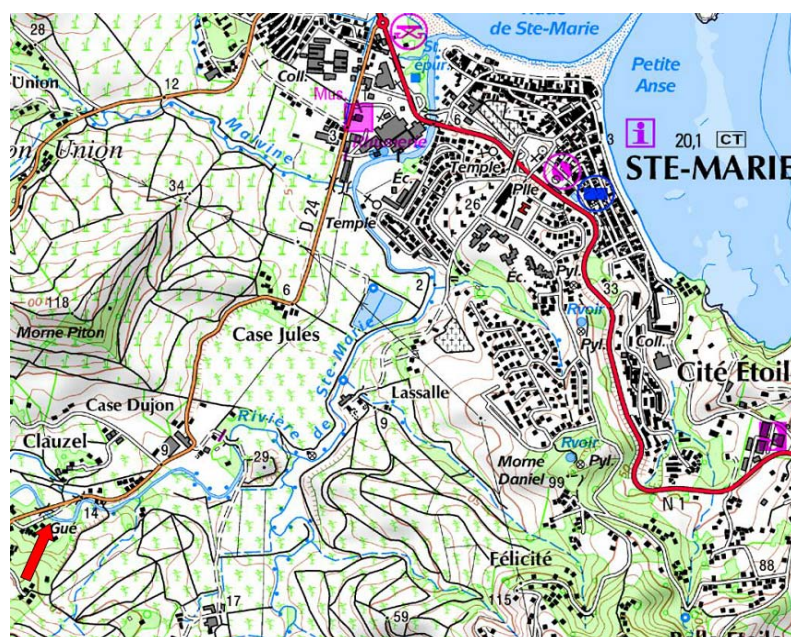 de Ste-Marie
28
Union
12
Coll.
Mus.
St.
épur.
6
Petite
Anse
3
20,1 CT
STE-MARIE
Malvine
3
Rhumerie
Union
34
D 24
Temple
Éc.
Temple
Plle
26
Éc.
Pyl.
33
2
118
Morne Piton
6
Case Jules
Rvoir
Pyl.
Coll.
Cité Étoil
Rivière de Ste-Marie
Lassalle
9
Case Dujon
Clauzel
9
29
Morne
Daniel
99
Rvoir
Pyl.
N 1
Gué
14
Félicité
115
88
17
59